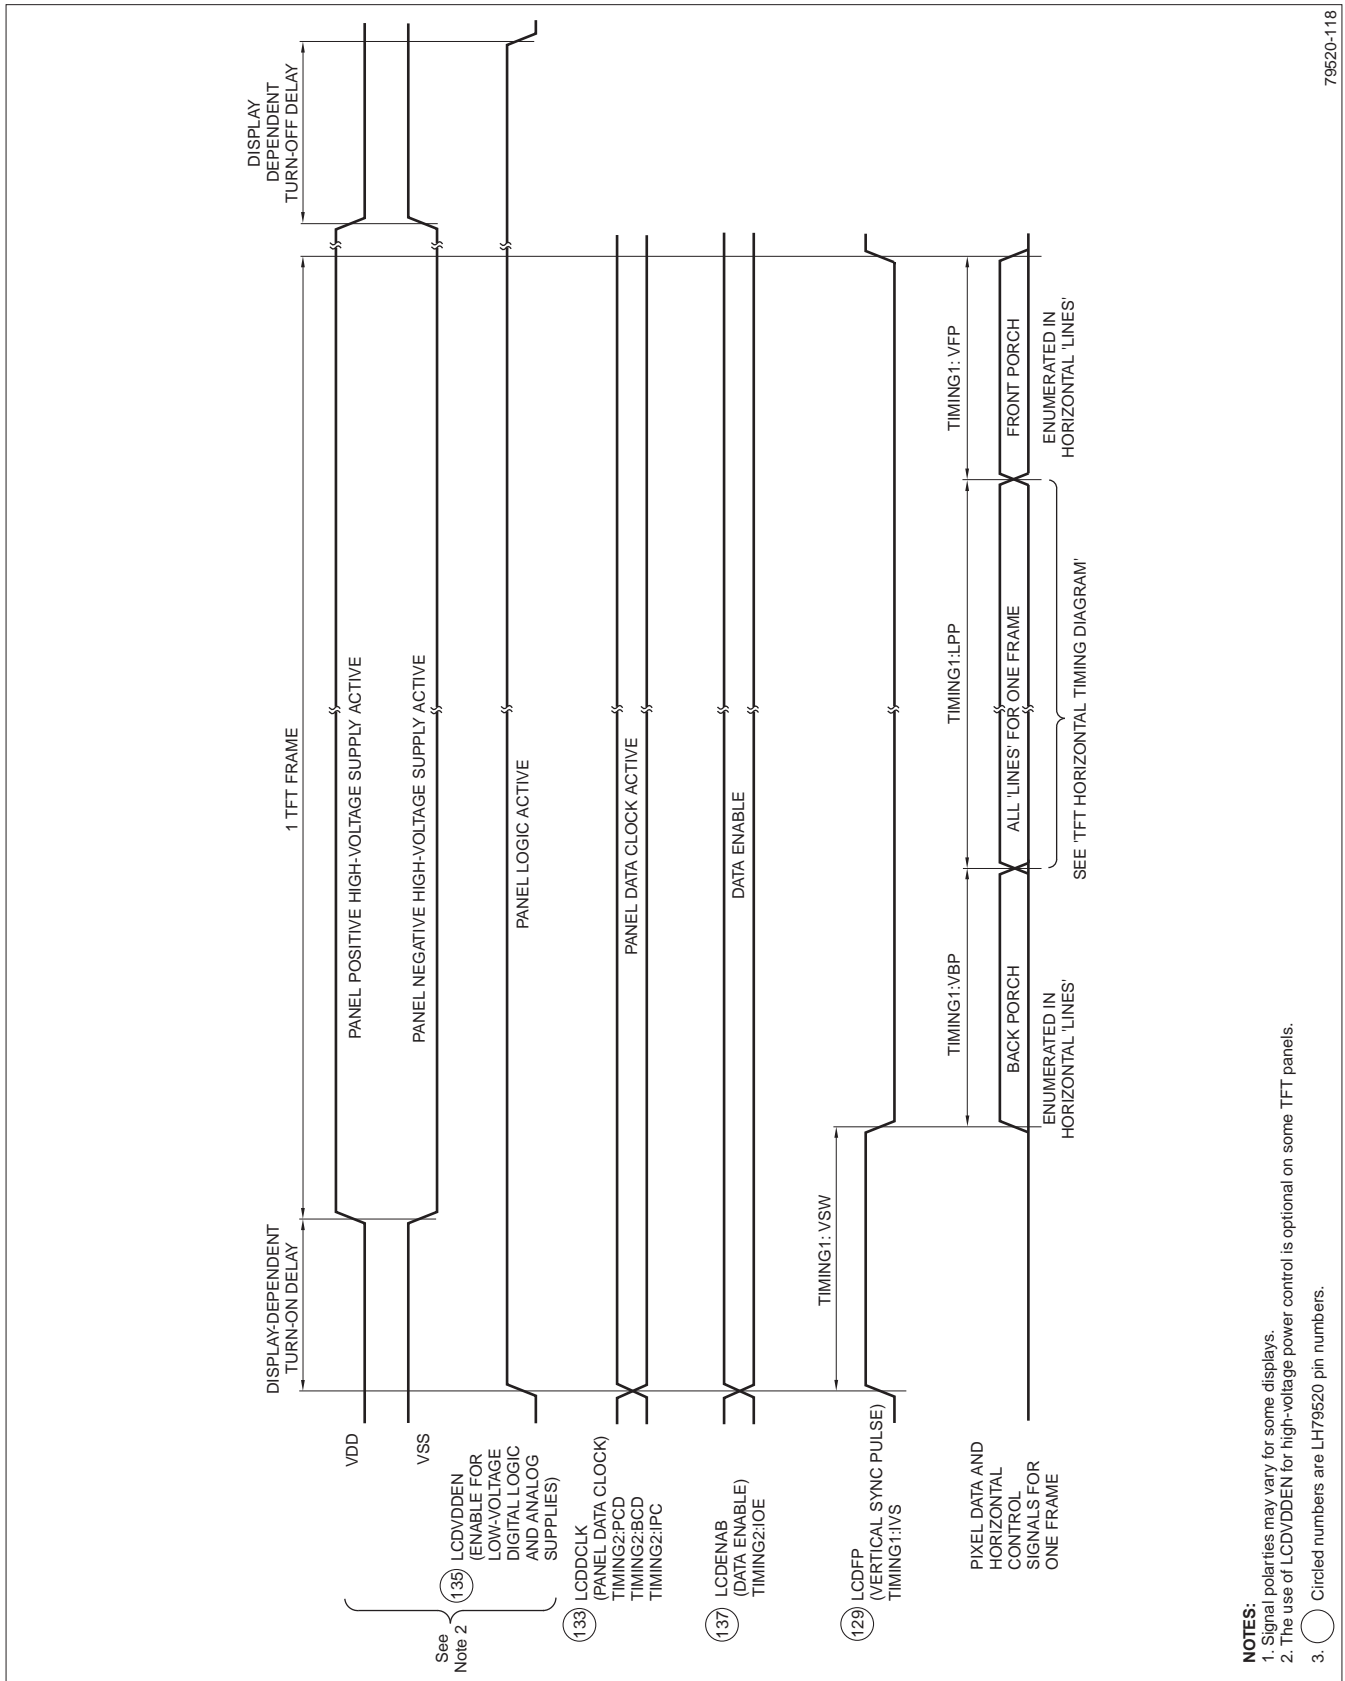 DISPLAY-DEPENDENT
TURN-ON DELAY
1 TFT FRAME
DISPLAY
DEPENDENT
TURN-OFF DELAY
VDD
PANEL POSITIVE HIGH-VOLTAGE SUPPLY ACTIVE
VSS
PANEL NEGATIVE HIGH-VOLTAGE SUPPLY ACTIVE
See
Note 2
135 LCDVDDEN
(ENABLE FOR
LOW-VOLTAGE
DIGITAL LOGIC
AND ANALOG
SUPPLIES)
PANEL LOGIC ACTIVE
133 LCDDCLK
(PANEL DATA CLOCK)
TIMING2:PCD
TIMING2:BCD
TIMING2:IPC
PANEL DATA CLOCK ACTIVE
137 LCDENAB
(DATA ENABLE)
TIMING2:IOE
DATA ENABLE
129 LCDFP
(VERTICAL SYNC PULSE)
TIMING1:IVS
TIMING1: VSW
TIMING1:VBP
TIMING1:LPP
TIMING1: VFP
PIXEL DATA AND
HORIZONTAL
CONTROL
SIGNALS FOR
ONE FRAME
BACK PORCH
ALL 'LINES' FOR ONE FRAME
FRONT PORCH
ENUMERATED IN
HORIZONTAL 'LINES'
SEE 'TFT HORIZONTAL TIMING DIAGRAM'
ENUMERATED IN
HORIZONTAL 'LINES'
NOTES:
1. Signal polarties may vary for some displays.
2. The use of LCDVDDEN for high-voltage power control is optional on some TFT panels.
3. Circled numbers are LH79520 pin numbers.
79520-118